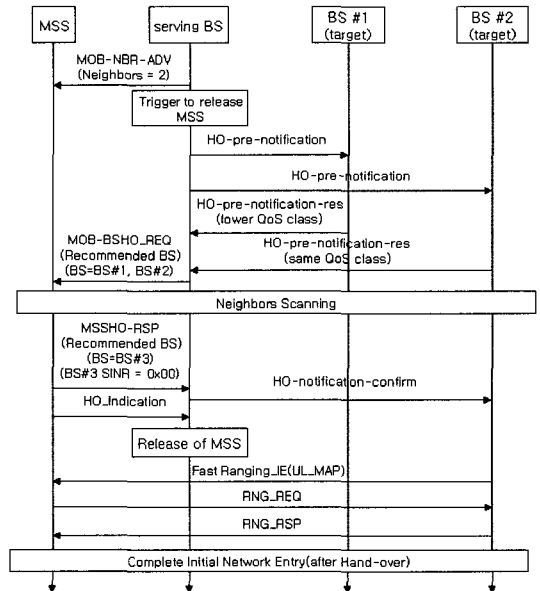 MSS
serving BS
BS #1
(target)
BS #2
(target)
MOB-NBR-ADV
(Neighbors = 2)
Trigger to release
MSS
HO-pre-notification
HO-pre-notification
HO-pre-notification-res
(lower QoS class)
MOB-BSHO_REQ
(Recommended BS)
(BS=BS#1, BS#2)
HO-pre-notification-res
(same QoS class)
Neighbors Scanning
MSSHO-RSP
(Recommended BS)
(BS=BS#3)
(BS#3 SINR = 0x00)
HO-notification-confirm
HO_Indication
Release of MSS
Fast Ranging_IE(UL_MAP)
RNG_REQ
RNG_RSP
Complete Initial Network Entry(after Hand-over)